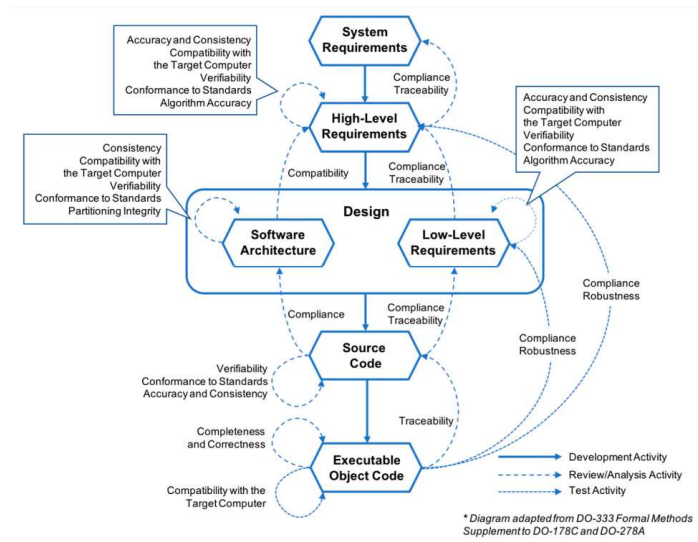 System
Requirements
Accuracy and Consistency
Compatibility with
the Target Computer
Verifiability
Conformance to Standards
Algorithm Accuracy
Compliance
Traceability
High-Level
Requirements
Accuracy and Consistency
Compatibility with
the Target Computer
Verifiability
Conformance to Standards
Algorithm Accuracy
Consistency
Compatibility with
the Target Computer
Verifiability
Conformance to Standards
Partitioning Integrity
Compatibility
Compliance
Traceability
Design
Software
Architecture
Low-Level
Requirements
Compliance
Robustness
Compliance
Compliance
Traceability
Compliance
Robustness
Source
Code
Verifiability
Conformance to Standards
Accuracy and Consistency
Traceability
Completeness
and Correctness
Executable
Object Code
Compatibility with the
Target Computer
Development Activity
Review/Analysis Activity
Test Activity
* Diagram adapted from DO-333 Formal Methods
Supplement to DO-178C and DO-278A